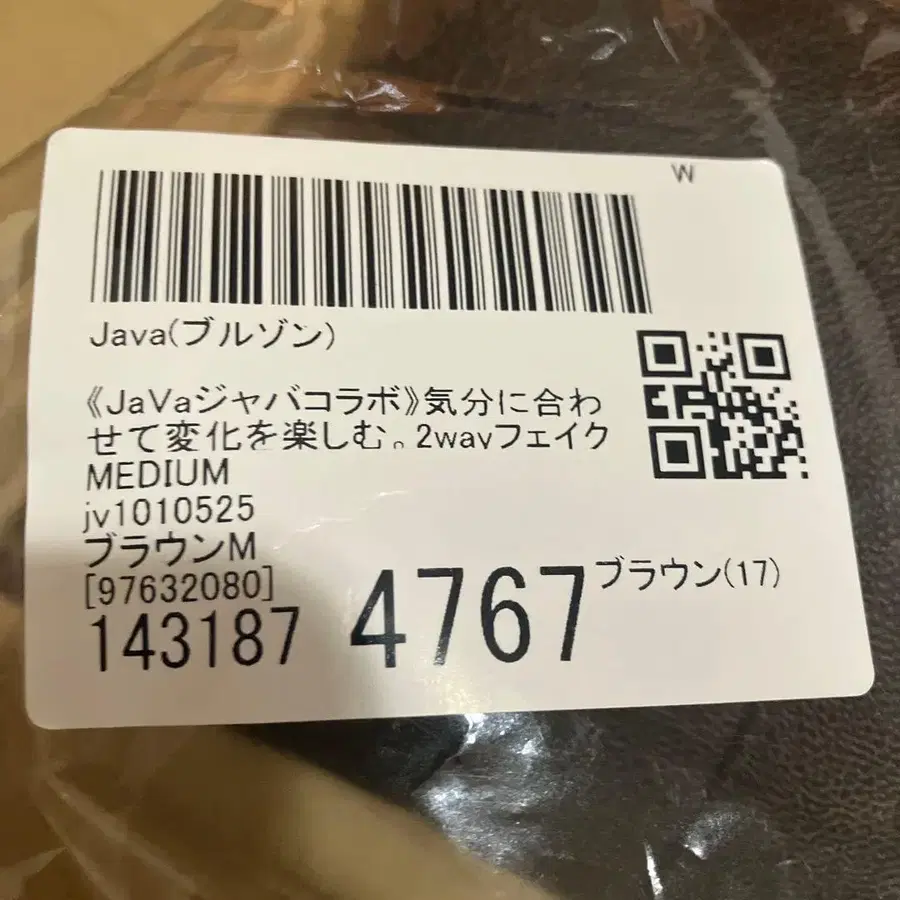 W
Java(ブルゾン)
《JaVaジャバコラボ》気分に合わ
せて変化を楽しむ。2wayフェイク
MEDIUM
jv1010525
ブラウンM
[97632080]
ブラウン(17)
143187 4767